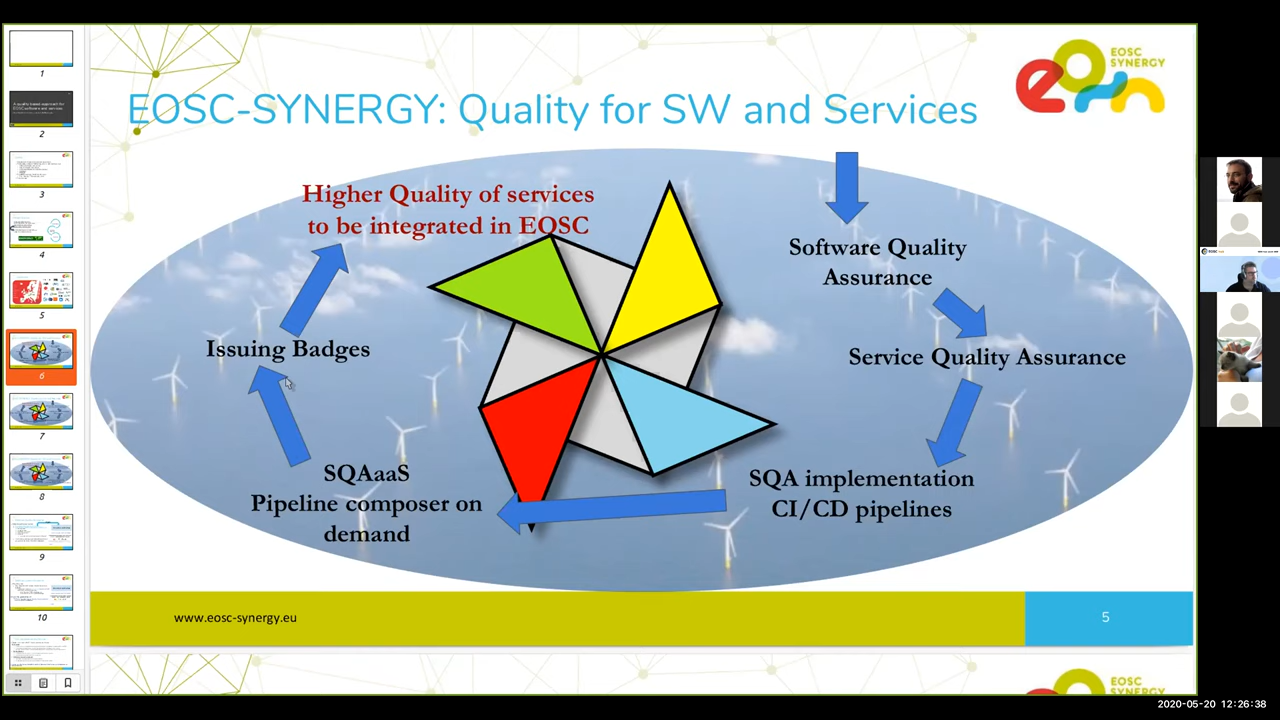 EOSC
SYNERGY
EOSC-SYNERGY: Quality for SW and Services
Higher Quality of services
to be integrated in EOSC
Software Quality
Assurance
Service Quality Assurance
SQA implementation
CI/CD pipelines
SQAaaS
Pipeline composer on
demand
Issuing Badges
www.eosc-synergy.eu
5
EOSC
SYNERGY
1
2
3
4
5
6
7
8
9
10
2020-05-20 12:26:38